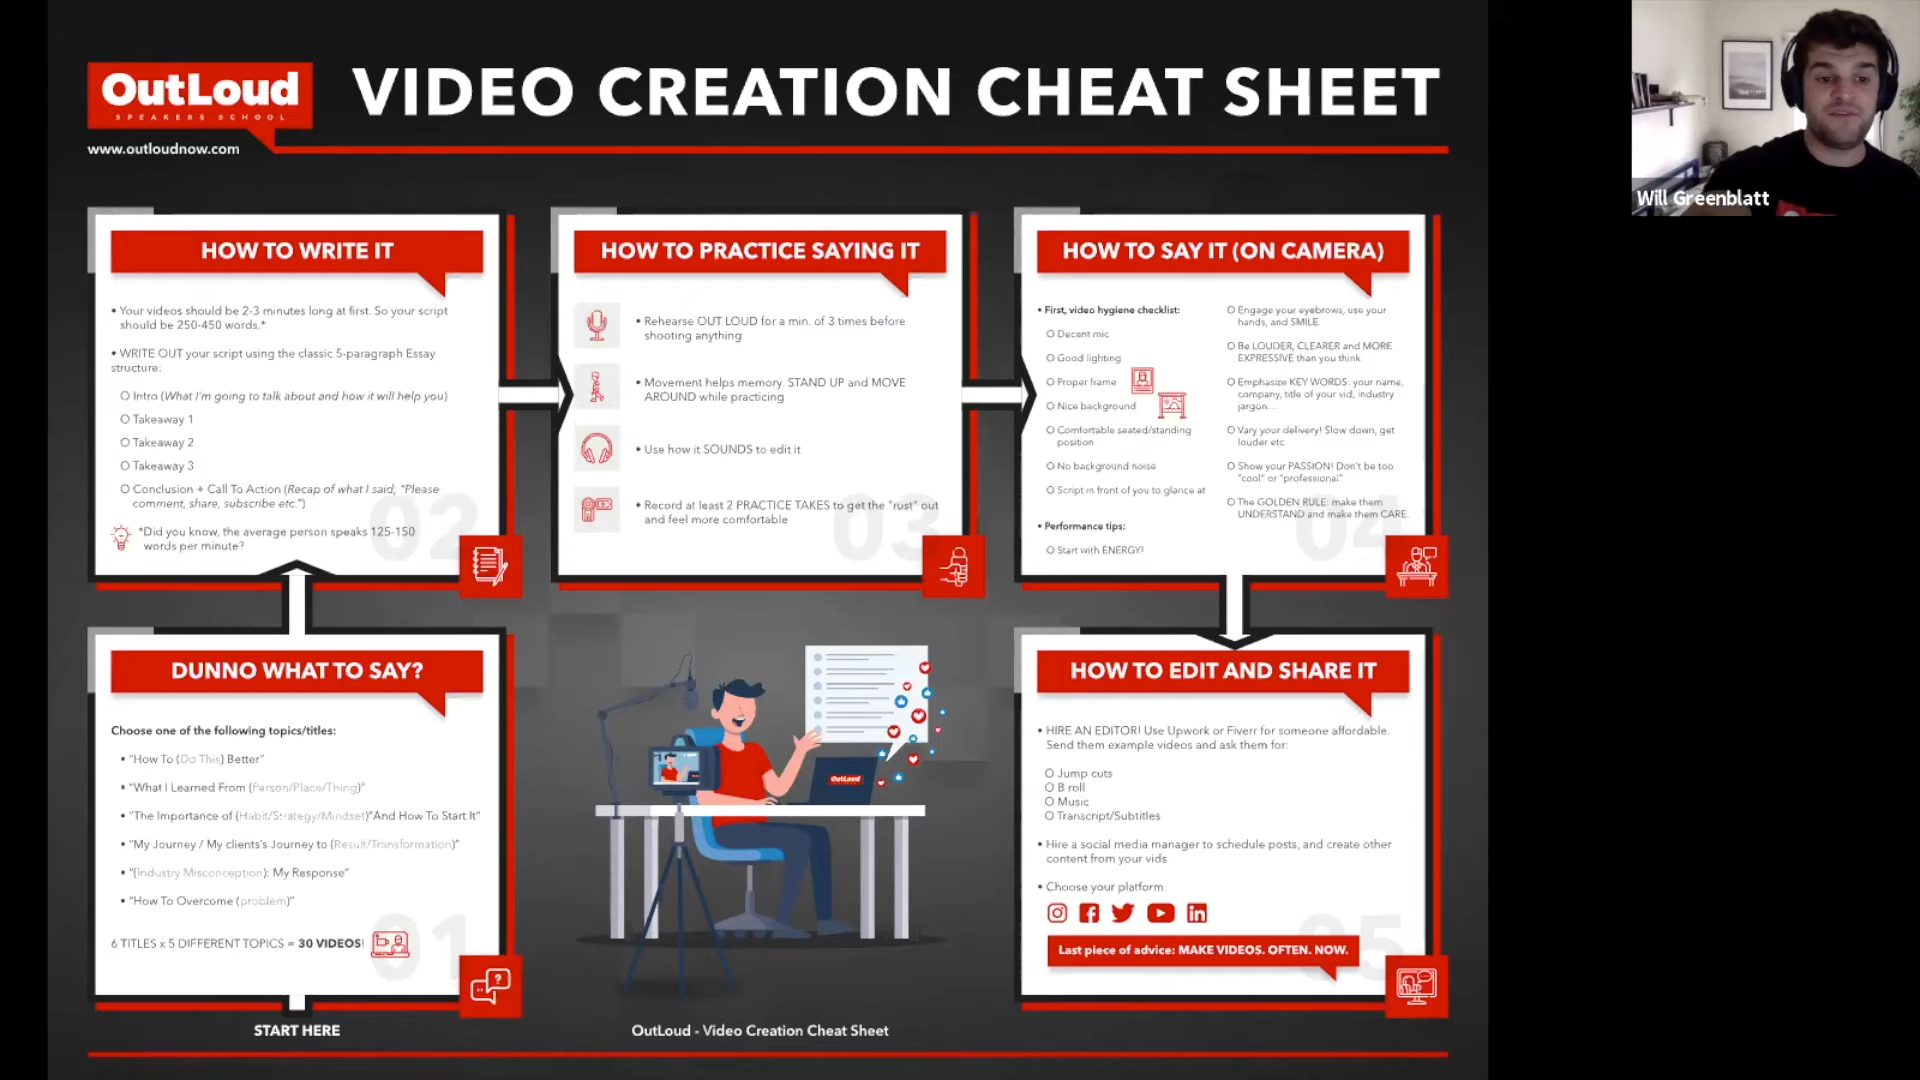 OutLoud
SPEAKERS SCHOOL
www.outloudnow.com
VIDEO CREATION CHEAT SHEET
Will Greenblatt
HOW TO WRITE IT
• Your videos should be 2-3 minutes long at first. So your script
should be 250-450 words.*
• WRITE OUT your script using the classic 5-paragraph Essay
structure:
O Intro (What I'm going to talk about and how it will help you)
O Takeaway 1
O Takeaway 2
O Takeaway 3
O Conclusion + Call To Action (Recap of what I said, "Please
comment, share, subscribe etc.")
*Did you know, the average person speaks 125-150
words per minute?
02
HOW TO PRACTICE SAYING IT
• Rehearse OUT LOUD for a min. of 3 times before
shooting anything
• Movement helps memory. STAND UP and MOVE
AROUND while practicing
• Use how it SOUNDS to edit it
• Record at least 2 PRACTICE TAKES to get the "rust" out
and feel more comfortable
03
HOW TO SAY IT (ON CAMERA)
• First, video hygiene checklist:
O Decent mic
O Good lighting
O Proper frame
O Nice background
O Comfortable seated/standing
position
O No background noise
O Script in front of you to glance at
• Performance tips:
O Start with ENERGY!
O Engage your eyebrows, use your
hands, and SMILE
O Be LOUDER, CLEARER and MORE
EXPRESSIVE than you think
O Emphasize KEY WORDS: your name,
company, title of your vid, industry
jargon...
O Vary your delivery! Slow down, get
louder etc.
O Show your PASSION! Don't be too
"cool" or "professional"
O The GOLDEN RULE: make them
UNDERSTAND and make them CARE.
04
DUNNO WHAT TO SAY?
Choose one of the following topics/titles:
• "How To (Do This) Better"
• "What I Learned From (Person/Place/Thing)"
• "The Importance of (Habit/Strategy/Mindset)"And How To Start It"
• "My Journey / My clients's Journey to (Result/Transformation)"
• "(Industry Misconception): My Response"
• "How To Overcome (problem)"
6 TITLES x 5 DIFFERENT TOPICS = 30 VIDEOS!
01
START HERE
OutLoud
OutLoud - Video Creation Cheat Sheet
HOW TO EDIT AND SHARE IT
• HIRE AN EDITOR! Use Upwork or Fiverr for someone affordable.
Send them example videos and ask them for:
O Jump cuts
O B roll
O Music
O Transcript/Subtitles
• Hire a social media manager to schedule posts, and create other
content from your vids
• Choose your platform:
Last piece of advice: MAKE VIDEOS. OFTEN. NOW.
05